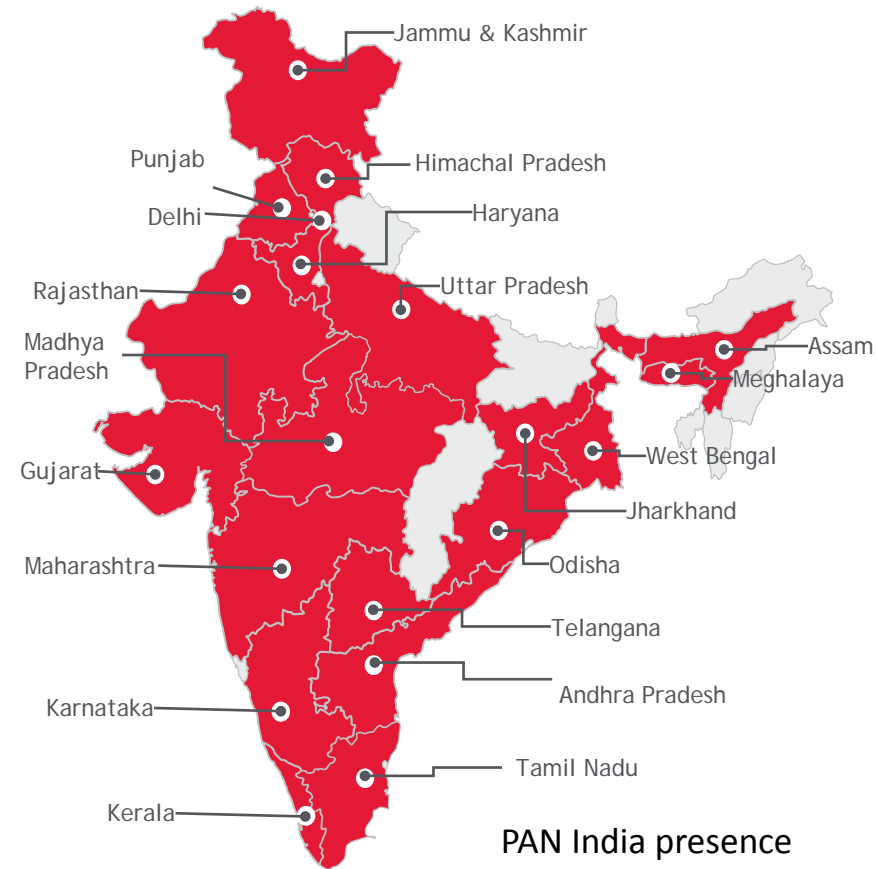 Jammu & Kashmir
Punjab
Himachal Pradesh
Delhi
Haryana
Rajasthan
Uttar Pradesh
Madhya
Pradesh
Assam
Meghalaya
West Bengal
Gujarat
Jharkhand
Maharashtra
Odisha
Telangana
Andhra Pradesh
Karnataka
Tamil Nadu
Kerala
PAN India presence